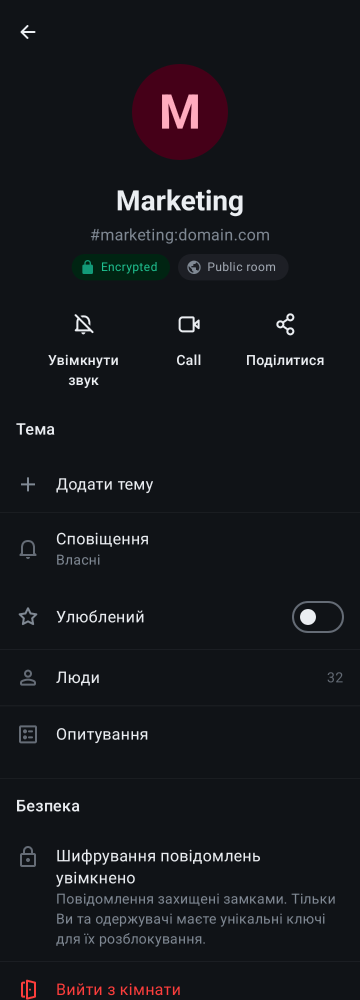 M
Marketing
#marketing:domain.com
Encrypted
Public room
Увімкнути
звук
Call
Поділитися
Тема
Додати тему
Сповіщення
Власні
Улюблений
Люди
32
Опитування
Безпека
Шифрування повідомлень
увімкнено
Повідомлення захищені замками. Тільки
Ви та одержувачі маєте унікальні ключі
для їх розблокування.
Вийти з кімнати